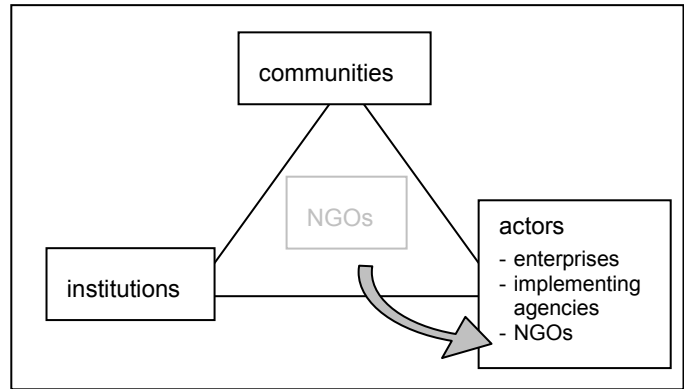 communities
NGOs
institutions
actors
- enterprises
- implementing
agencies
- NGOs